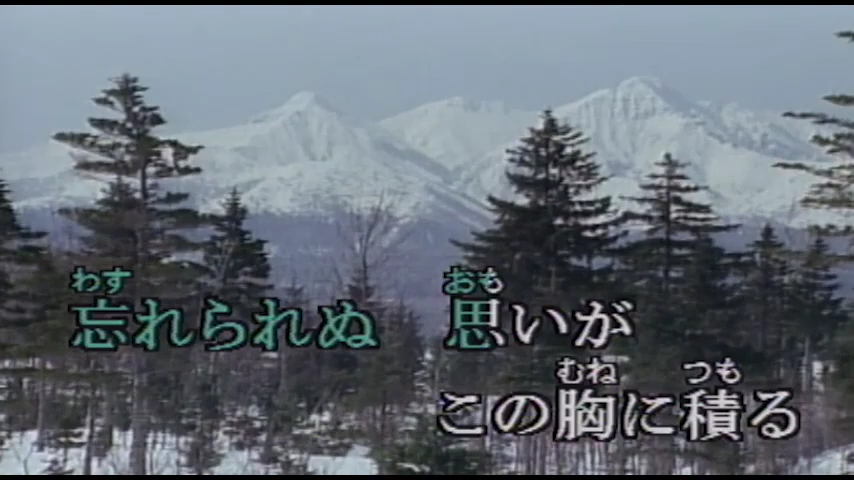 わす おも
忘れられぬ 思いが
むね つも
この胸に積る